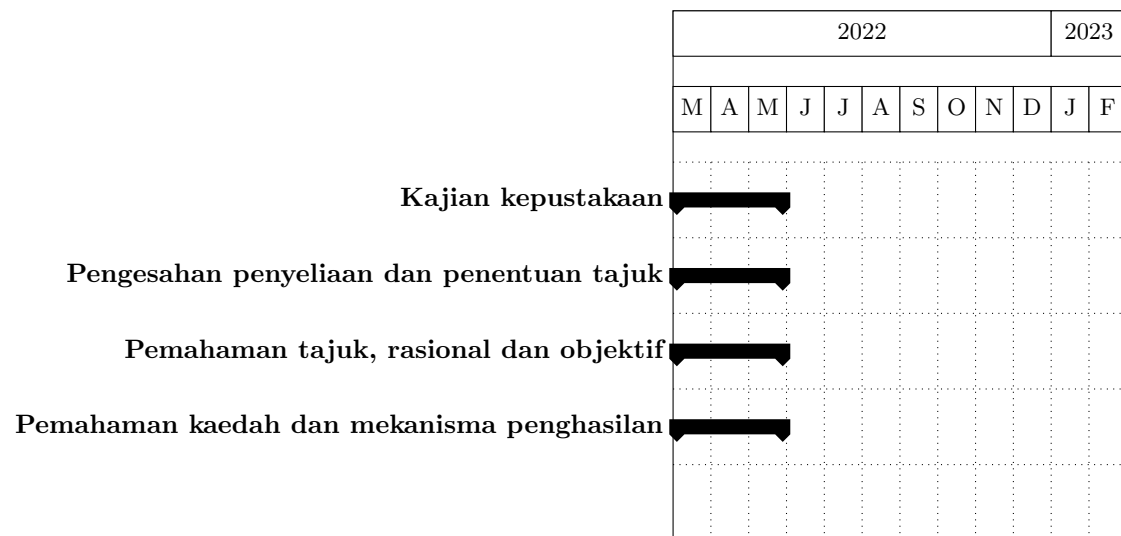 2022 2023
M A M J J A S O N D J F
Kajian kepustakaan
Pengesahan penyeliaan dan penentuan tajuk
Pemahaman tajuk, rasional dan objektif
Pemahaman kaedah dan mekanisma penghasilan